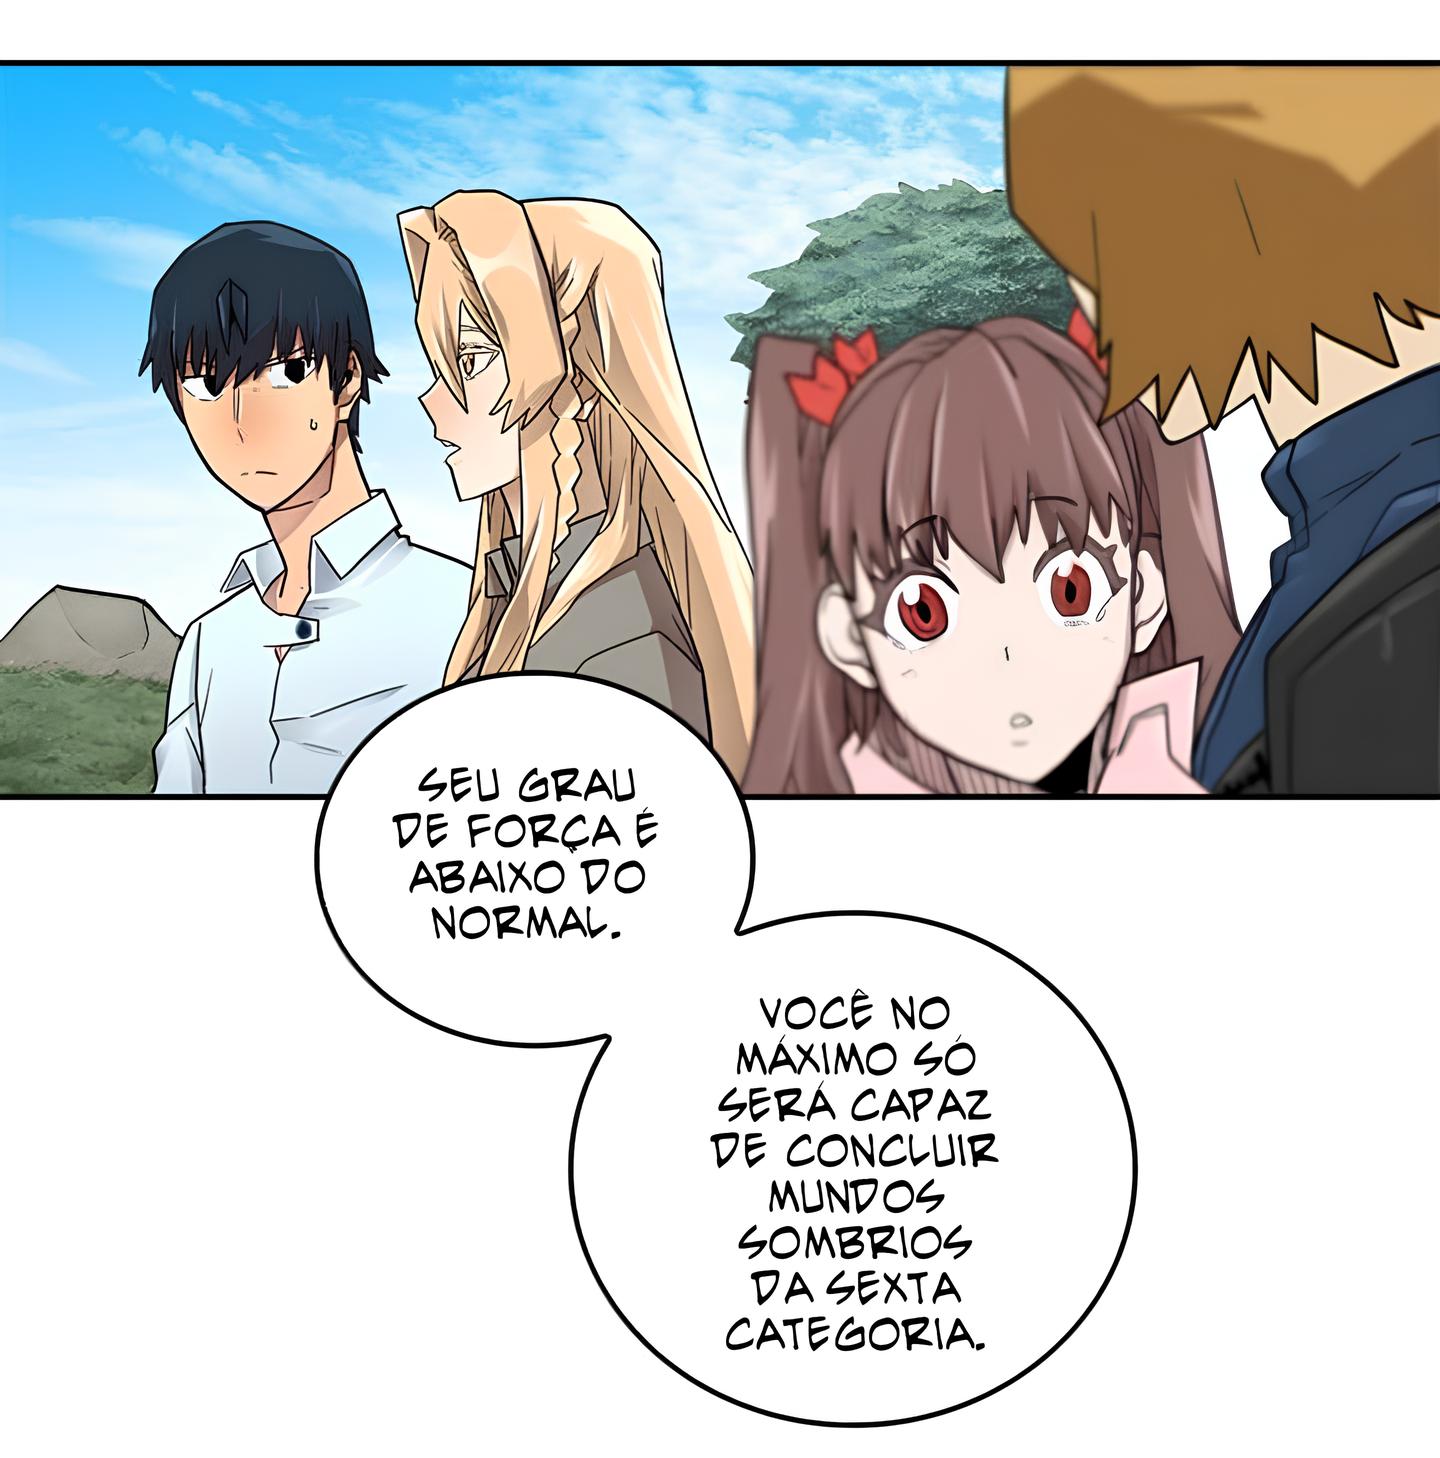 SEU GRAU
DE FORÇA É
ABAIXO DO
NORMAL.
VOCÊ NO
MÁXIMO SÓ
SERÁ CAPAZ
DE CONCLUIR
MUNDOS
SOMBRIOS
DA SEXTA
CATEGORIA.